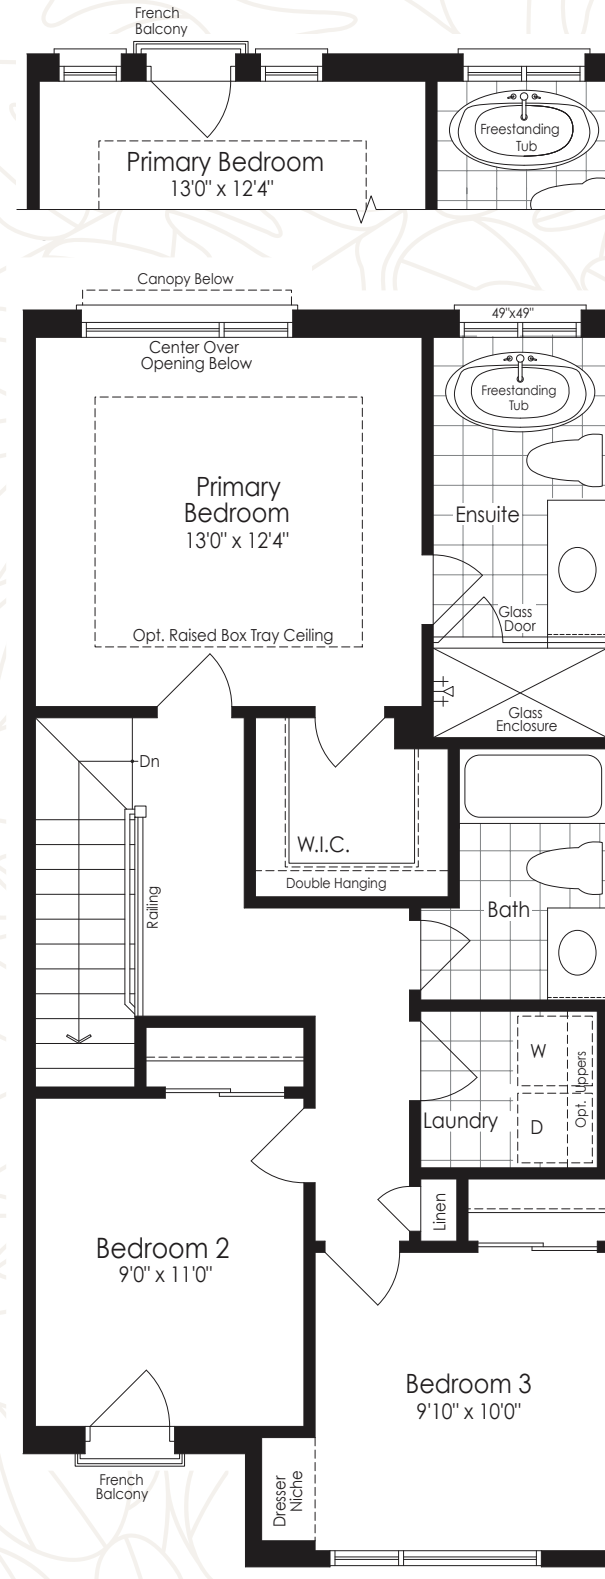 French
Balcony
Freestanding
Tub
Primary Bedroom
13'0" x 12'4"
Canopy Below
49"x49"
Center Over
Opening Below
Freestanding
Tub
Primary
Bedroom
13'0" x 12'4"
Ensuite
Glass
Door
Opt. Raised Box Tray Ceiling
Glass
Enclosure
Dn
W.I.C.
Double Hanging
Railing
Bath
W
Opt. Uppers
Laundry
D
Linen
Bedroom 2
9'0" x 11'0"
Bedroom 3
9'10" x 10'0"
French
Balcony
Dresser
Niche